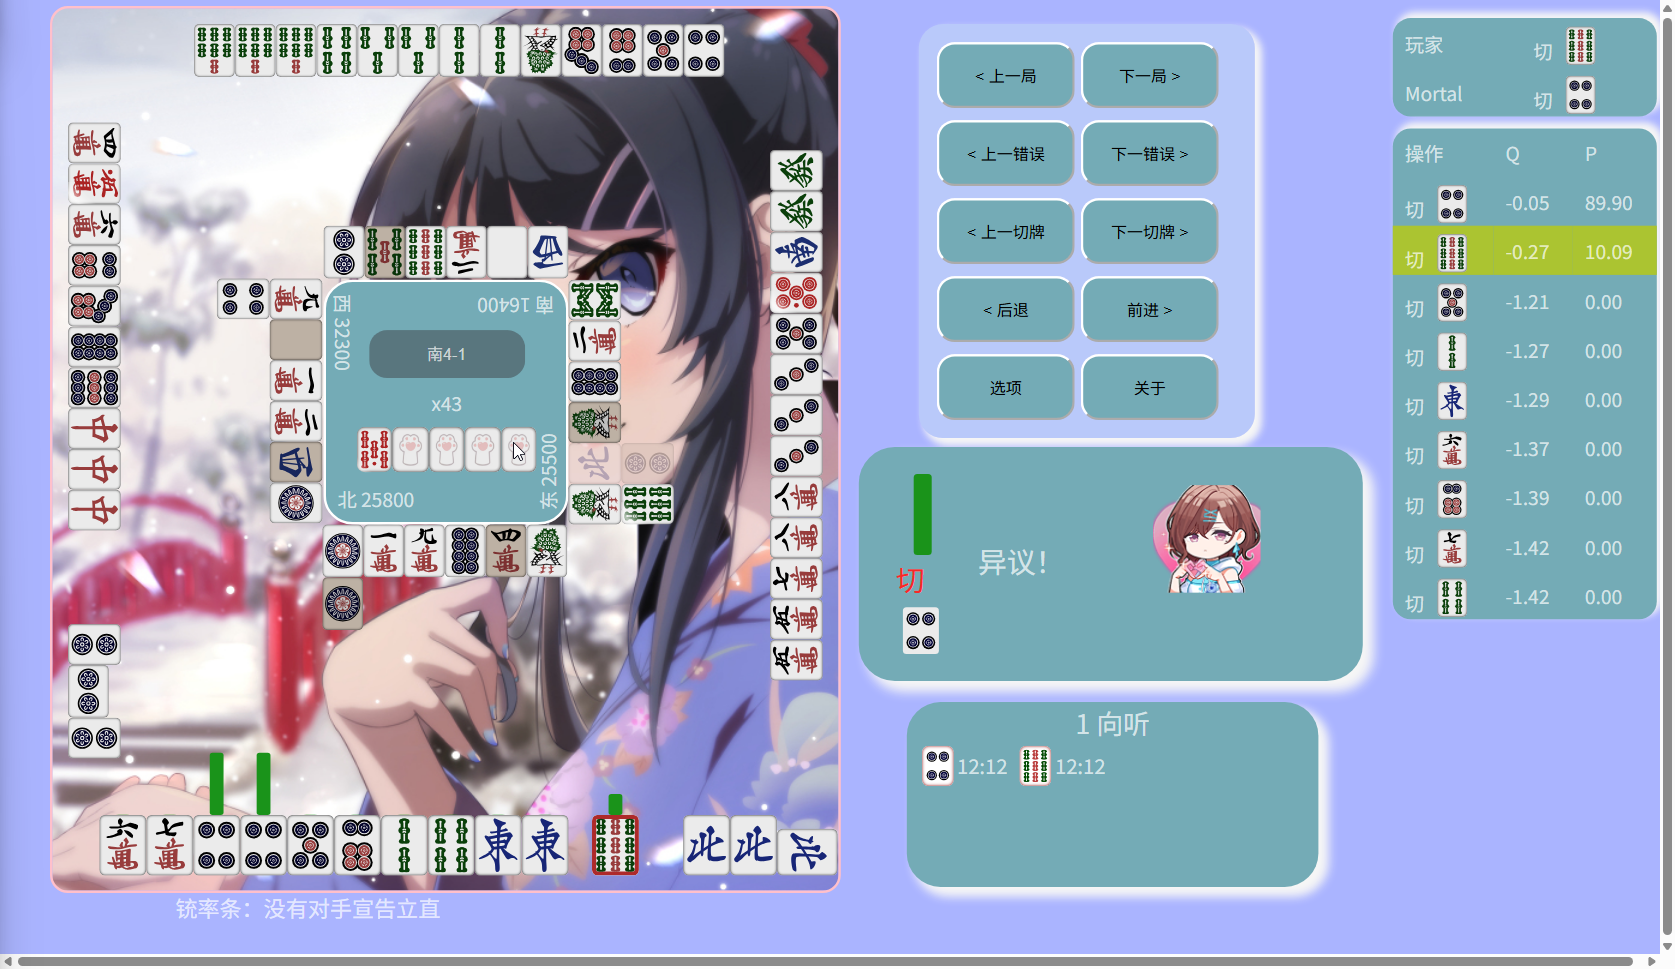 西 32300
南 16400
南4-1
x43
北 25800
东 25500
铳率条：没有对手宣告立直
< 上一局
下一局 >
< 上一错误
下一错误 >
< 上一切牌
下一切牌 >
< 后退
前进 >
选项
关于
切
异议！
1 向听
12:12
12:12
玩家 切
Mortal 切
操作 Q P
切 -0.05 89.90
切 -0.27 10.09
切 -1.21 0.00
切 -1.27 0.00
切 -1.29 0.00
切 -1.37 0.00
切 -1.39 0.00
切 -1.42 0.00
切 -1.42 0.00